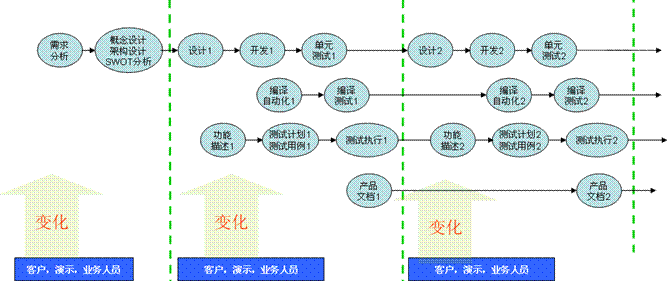 需求
分析
概念设计
架构设计
SWOT分析
设计1
开发1
单元
测试1
设计2
开发2
单元
测试2
编译
自动化1
编译
测试1
编译
自动化2
编译
测试2
功能
描述1
测试计划1
测试用例1
测试执行1
功能
描述2
测试计划2
测试用例2
测试执行2
产品
文档1
产品
文档2
变化
变化
变化
客户，演示，业务人员
客户，演示，业务人员
客户，演示，业务人员